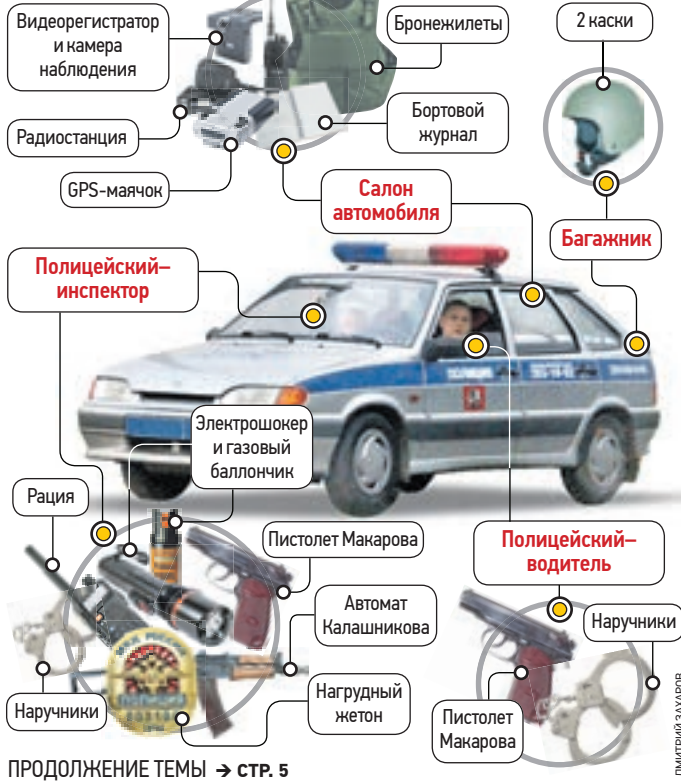 Видеорегистратор
и камера
наблюдения
Бронежилеты
2 каски
Радиостанция
Бортовой
журнал
GPS-маячок
Салон
автомобиля
Багажник
Полицейский–
инспектор
Электрошокер
и газовый
баллончик
Рация
Пистолет Макарова
Полицейский–
водитель
Автомат
Калашникова
Наручники
Наручники
Нагрудный
жетон
Пистолет
Макарова
ДМИТРИЙ ЗАХАРОВ
ПРОДОЛЖЕНИЕ ТЕМЫ → СТР. 5